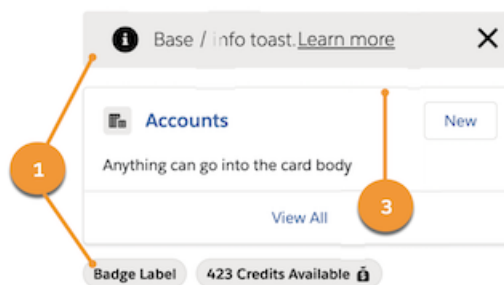 Base / info toast. Learn more
Accounts
New
Anything can go into the card body
1
3
View All
Badge Label
423 Credits Available